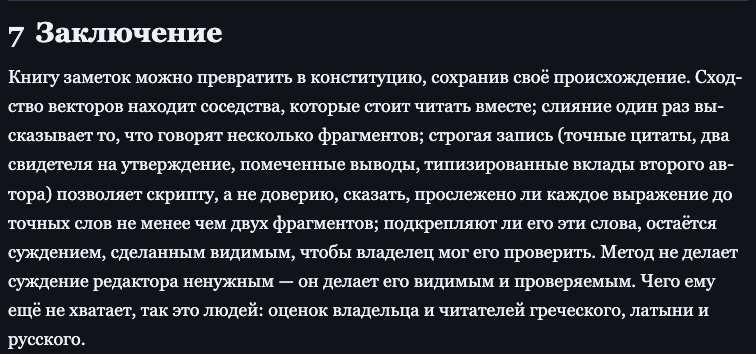 7 Заключение
Книгу заметок можно превратить в конституцию, сохранив своё происхождение. Сход-
ство векторов находит соседства, которые стоит читать вместе; слияние один раз вы-
сказывает то, что говорят несколько фрагментов; строгая запись (точные цитаты, два
свидетеля на утверждение, помеченные выводы, типизированные вклады второго ав-
тора) позволяет скрипту, а не доверию, сказать, прослежено ли каждое выражение до
точных слов не менее чем двух фрагментов; подкрепляют ли его эти слова, остаётся
суждением, сделанным видимым, чтобы владелец мог его проверить. Метод не делает
суждение редактора ненужным — он делает его видимым и проверяемым. Чего ему
ещё не хватает, так это людей: оценок владельца и читателей греческого, латыни и
русского.